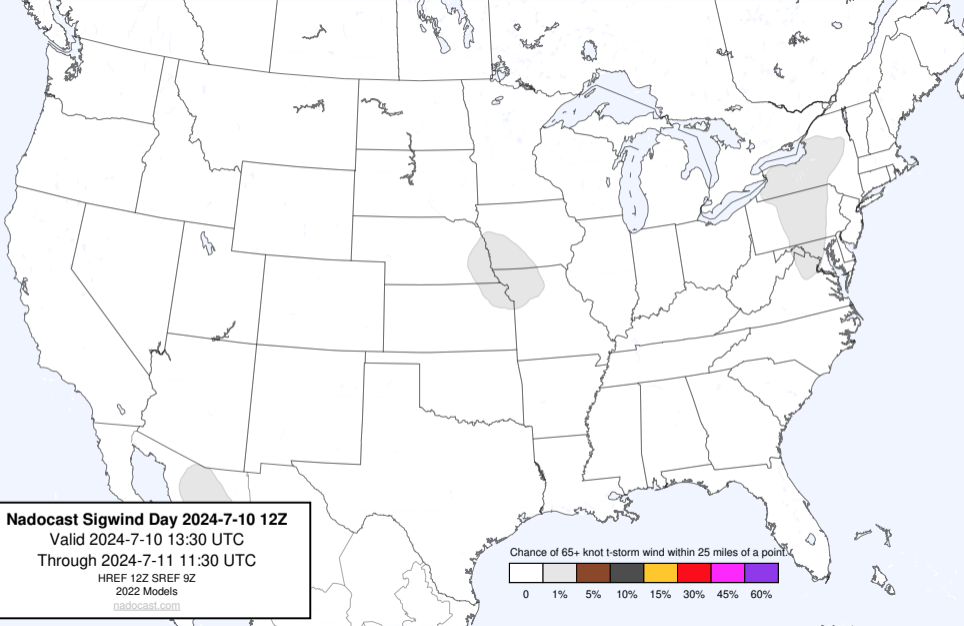 Nadocast Sigwind Day 2024-7-10 12Z
Valid 2024-7-10 13:30 UTC
Through 2024-7-11 11:30 UTC
HREF 12Z SREF 9Z
2022 Models
nadocast.com
Chance of 65+ knot t-storm wind within 25 miles of a point.
0 1% 5% 10% 15% 30% 45% 60%